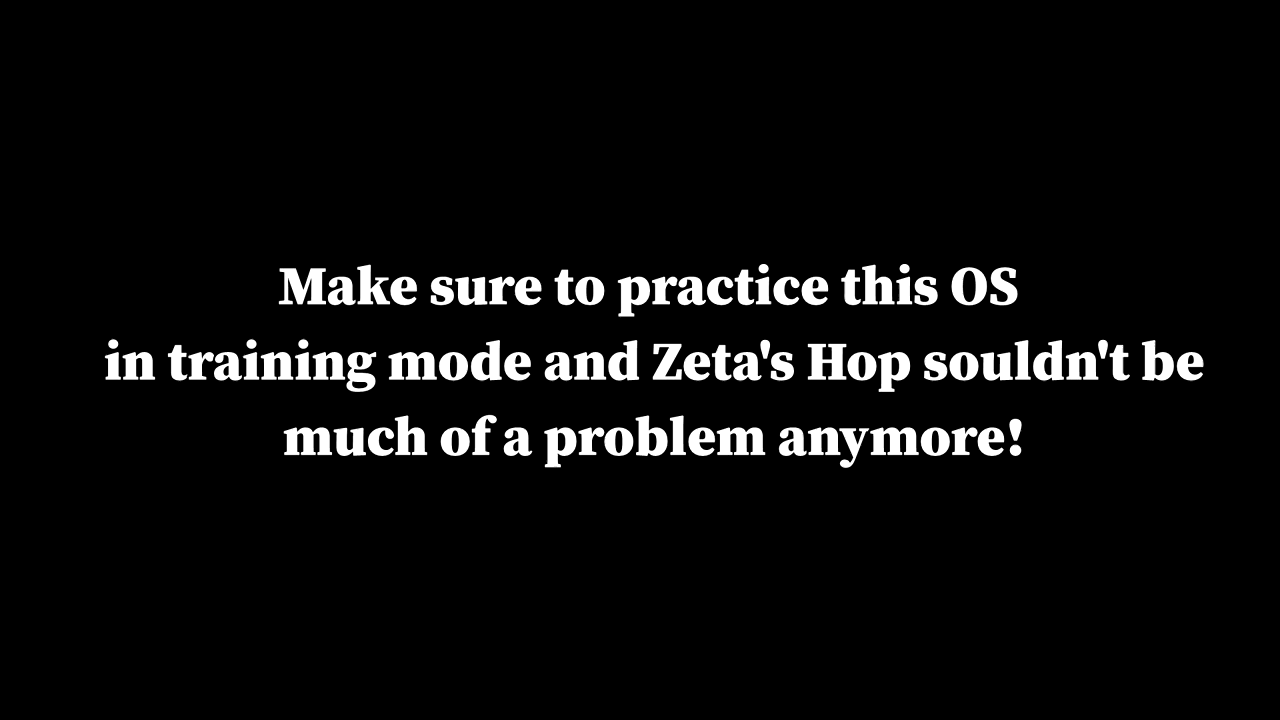 Make sure to practice this OS
in training mode and Zeta's Hop souldn't be
much of a problem anymore!